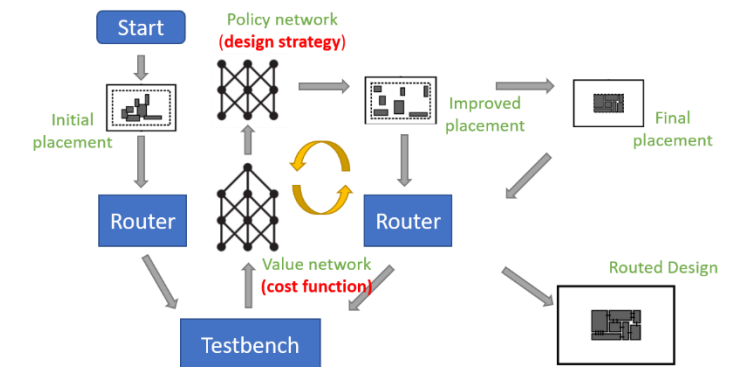 Start
Policy network
(design strategy)
Initial
placement
Improved
placement
Final
placement
Router
Router
Value network
(cost function)
Routed Design
Testbench